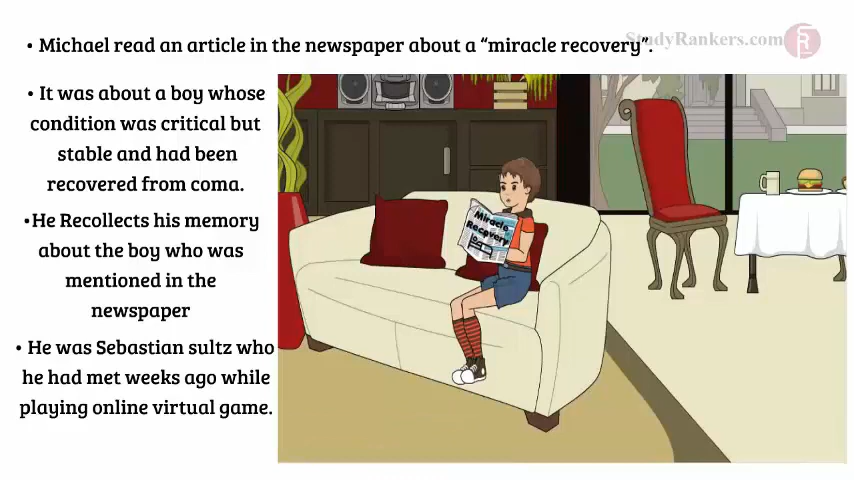 StudyRankers.com
• Michael read an article in the newspaper about a “miracle recovery”.
• It was about a boy whose
condition was critical but
stable and had been
recovered from coma.
•He Recollects his memory
about the boy who was
mentioned in the
newspaper
• He was Sebastian sultz who
he had met weeks ago while
playing online virtual game.
Miracle
Recovery